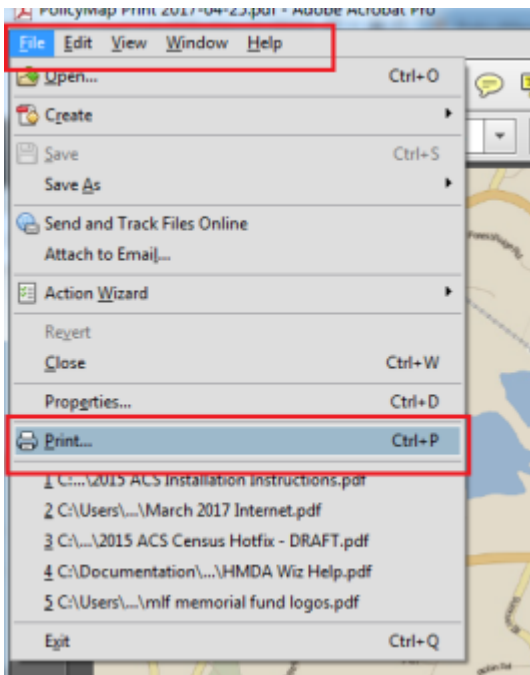 PolicyMap Print 2017-04-25.pdf - Adobe Acrobat Pro
File Edit View Window Help
Open... Ctrl+O
Create
Save Ctrl+S
Save As
Send and Track Files Online
Attach to Email...
Action Wizard
Revert
Close Ctrl+W
Properties... Ctrl+D
Print... Ctrl+P
1 C:\...\2015 ACS Installation Instructions.pdf
2 C:\Users\...\March 2017 Internet.pdf
3 C:\...\2015 ACS Census Hotfix - DRAFT.pdf
4 C:\Documentation\...\HMDA Wiz Help.pdf
5 C:\Users\...\mlf memorial fund logos.pdf
Exit Ctrl+Q